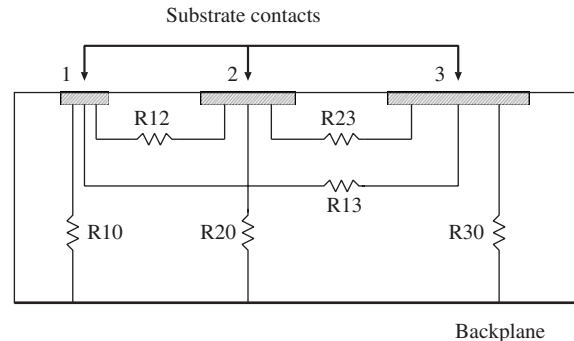 Substrate contacts
1 2 3
R12 R23
R13
R10 R20 R30
Backplane